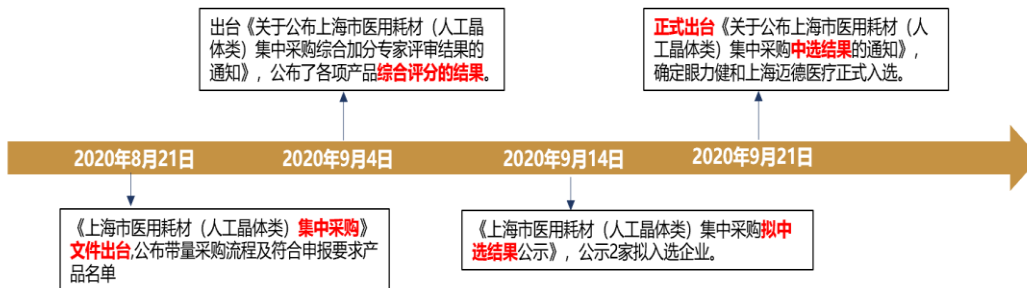 出台《关于公布上海市医用耗材（人工晶
体类）集中采购综合加分专家评审结果的
通知》，公布了各项产品综合评分的结果。
正式出台《关于公布上海市医用耗材（人
工晶体类）集中采购中选结果的通知》，
确定眼力健和上海迈德医疗正式入选。
2020年8月21日
2020年9月4日
2020年9月14日
2020年9月21日
《上海市医用耗材（人工晶体类）集中采购》
文件出台,公布带量采购流程及符合申报要求产
品名单
《上海市医用耗材（人工晶体类）集中采购拟中
选结果公示》，公示2家拟入选企业。